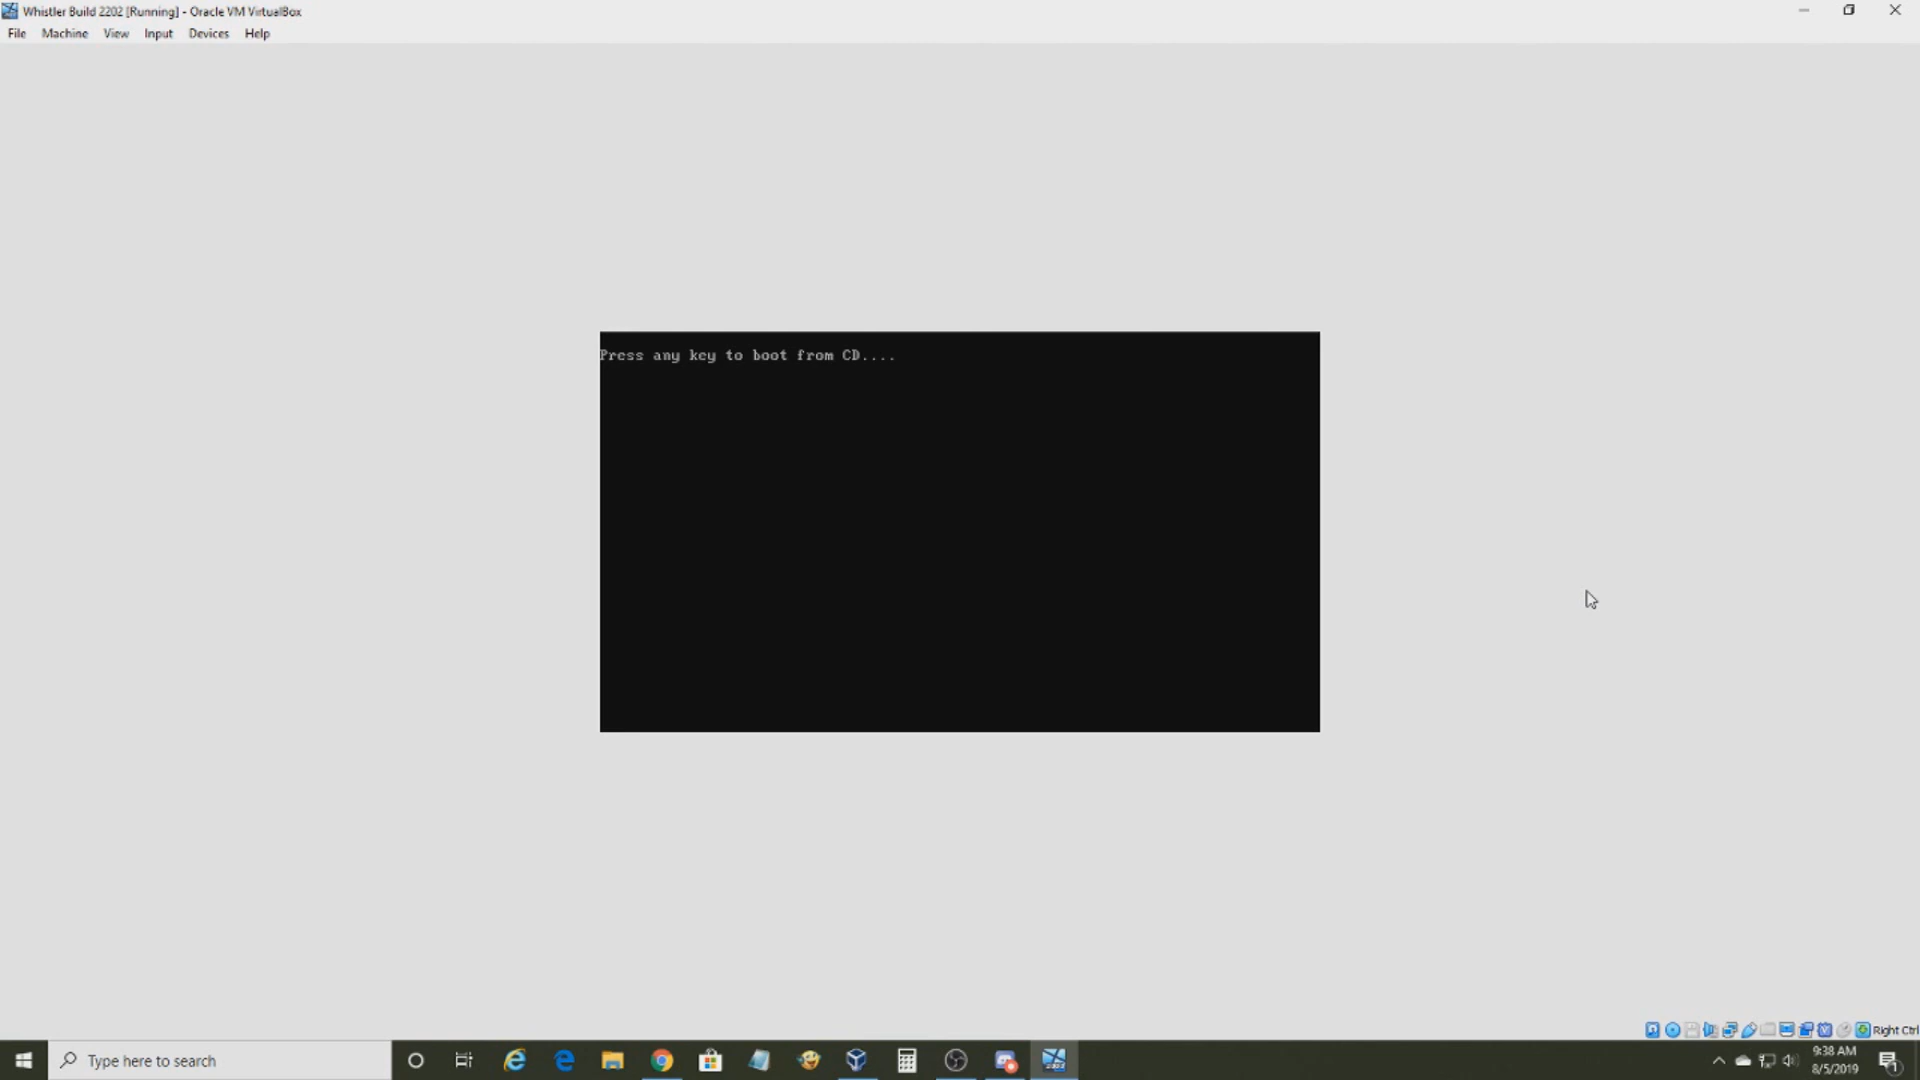 Whistler Build 2202 [Running] - Oracle VM VirtualBox
File Machine View Input Devices Help
Press any key to boot from CD....
Right Ctrl
Type here to search
9:38 AM
8/5/2019
1